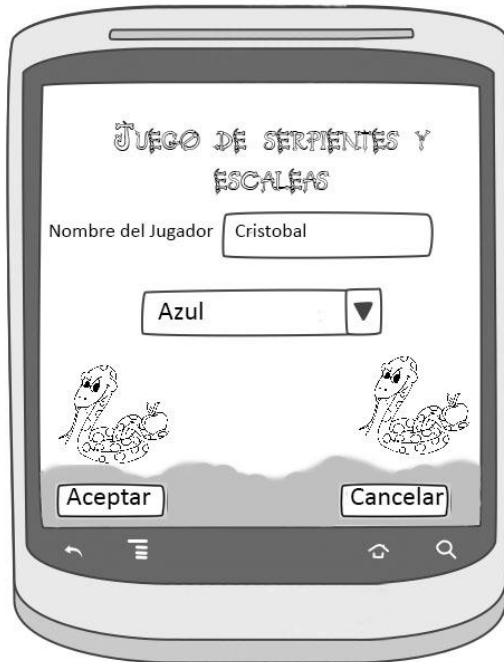 JUEGO DE SERPIENTES Y
ESCALEAS
Nombre del Jugador Cristobal
Azul
Aceptar Cancelar